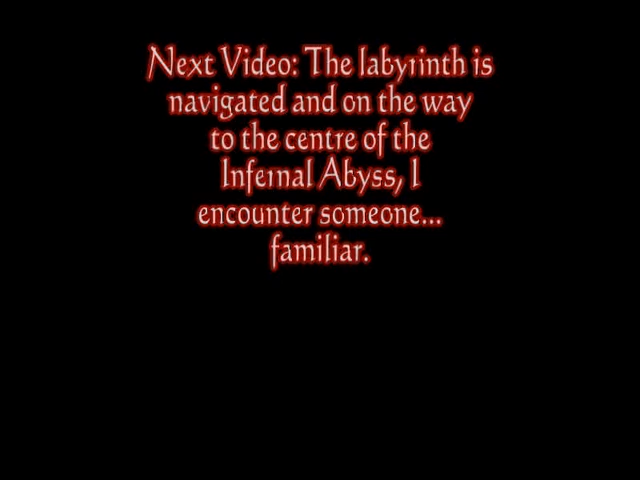 Next Video: The labyrinth is
navigated and on the way
to the centre of the
Infernal Abyss, I
encounter someone...
familiar.